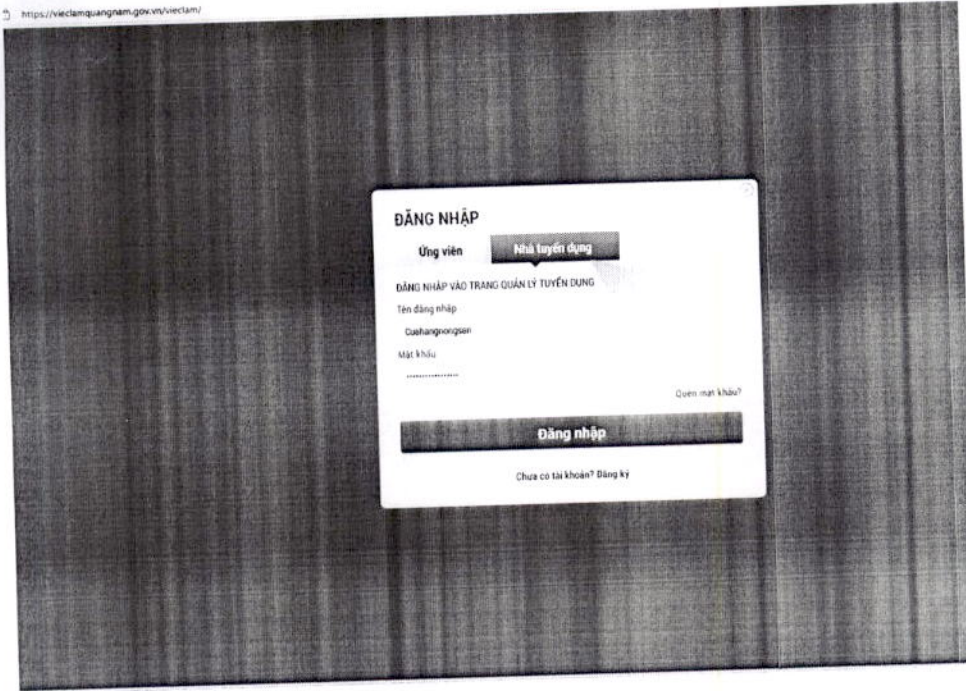 https://vieclamquangnam.gov.vn/vieclam/
ĐĂNG NHẬP
Ứng viên
Nhà tuyển dụng
ĐĂNG NHẬP VÀO TRANG QUẢN LÝ TUYỂN DỤNG
Tên đăng nhập
Cuahangnongsan
Mật khẩu
Quên mật khẩu?
Đăng nhập
Chưa có tài khoản? Đăng ký